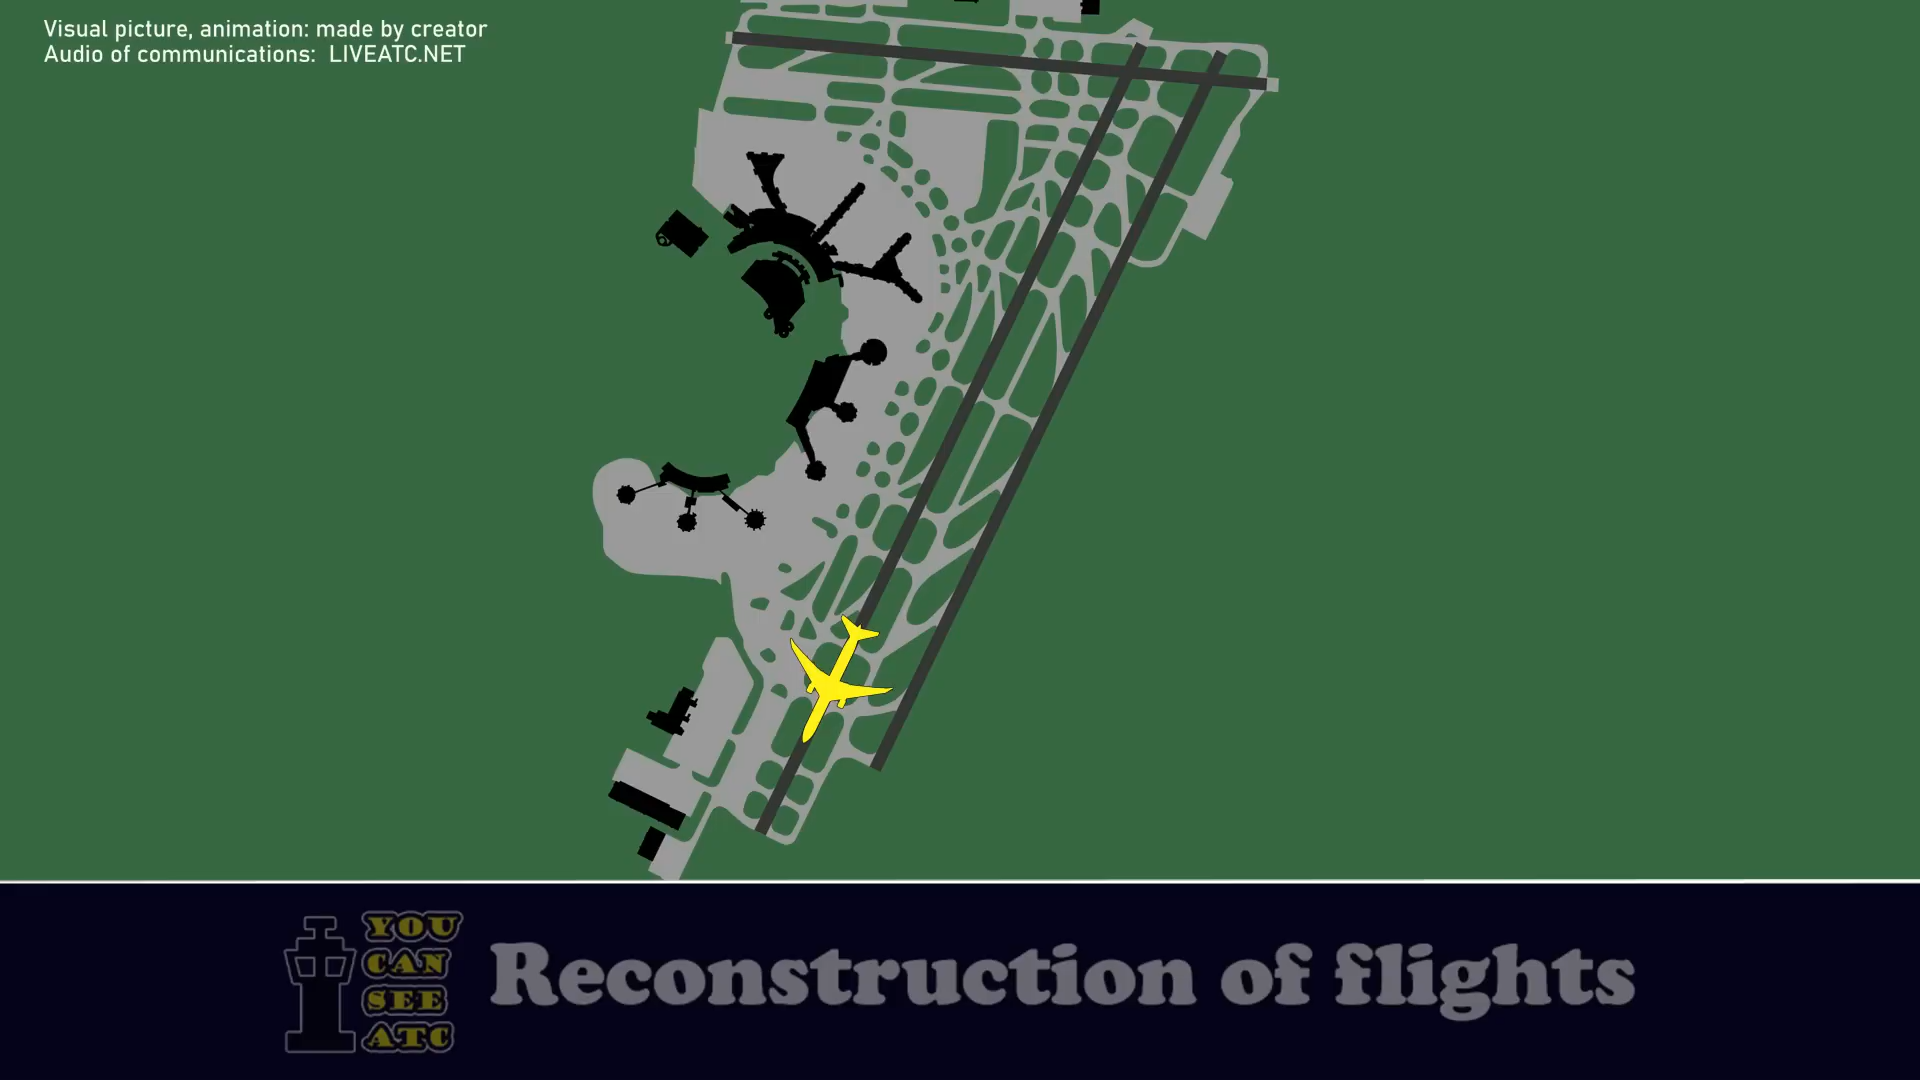 Visual picture, animation: made by creator
Audio of communications:  LIVEATC.NET
YOU
CAN
SEE
ATC
Reconstruction of flights